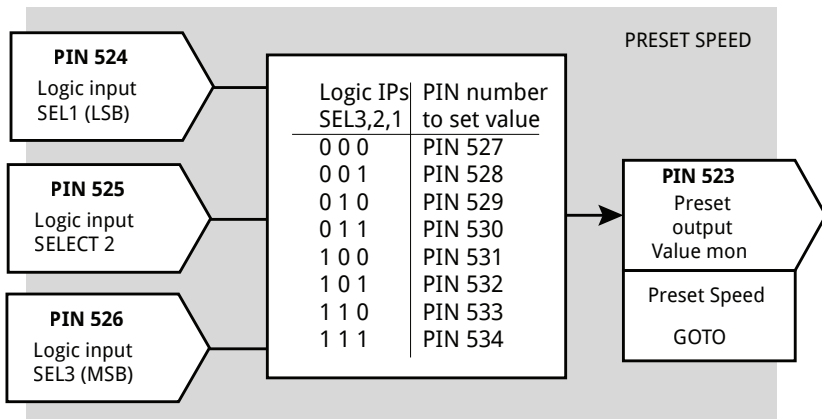 PRESET SPEED
PIN 524
Logic input
SEL1 (LSB)
PIN 525
Logic input
SELECT 2
PIN 526
Logic input
SEL3 (MSB)
Logic IPs PIN number
SEL3,2,1 to set value
0 0 0 PIN 527
0 0 1 PIN 528
0 1 0 PIN 529
0 1 1 PIN 530
1 0 0 PIN 531
1 0 1 PIN 532
1 1 0 PIN 533
1 1 1 PIN 534
PIN 523
Preset
output
Value mon
Preset Speed
GOTO